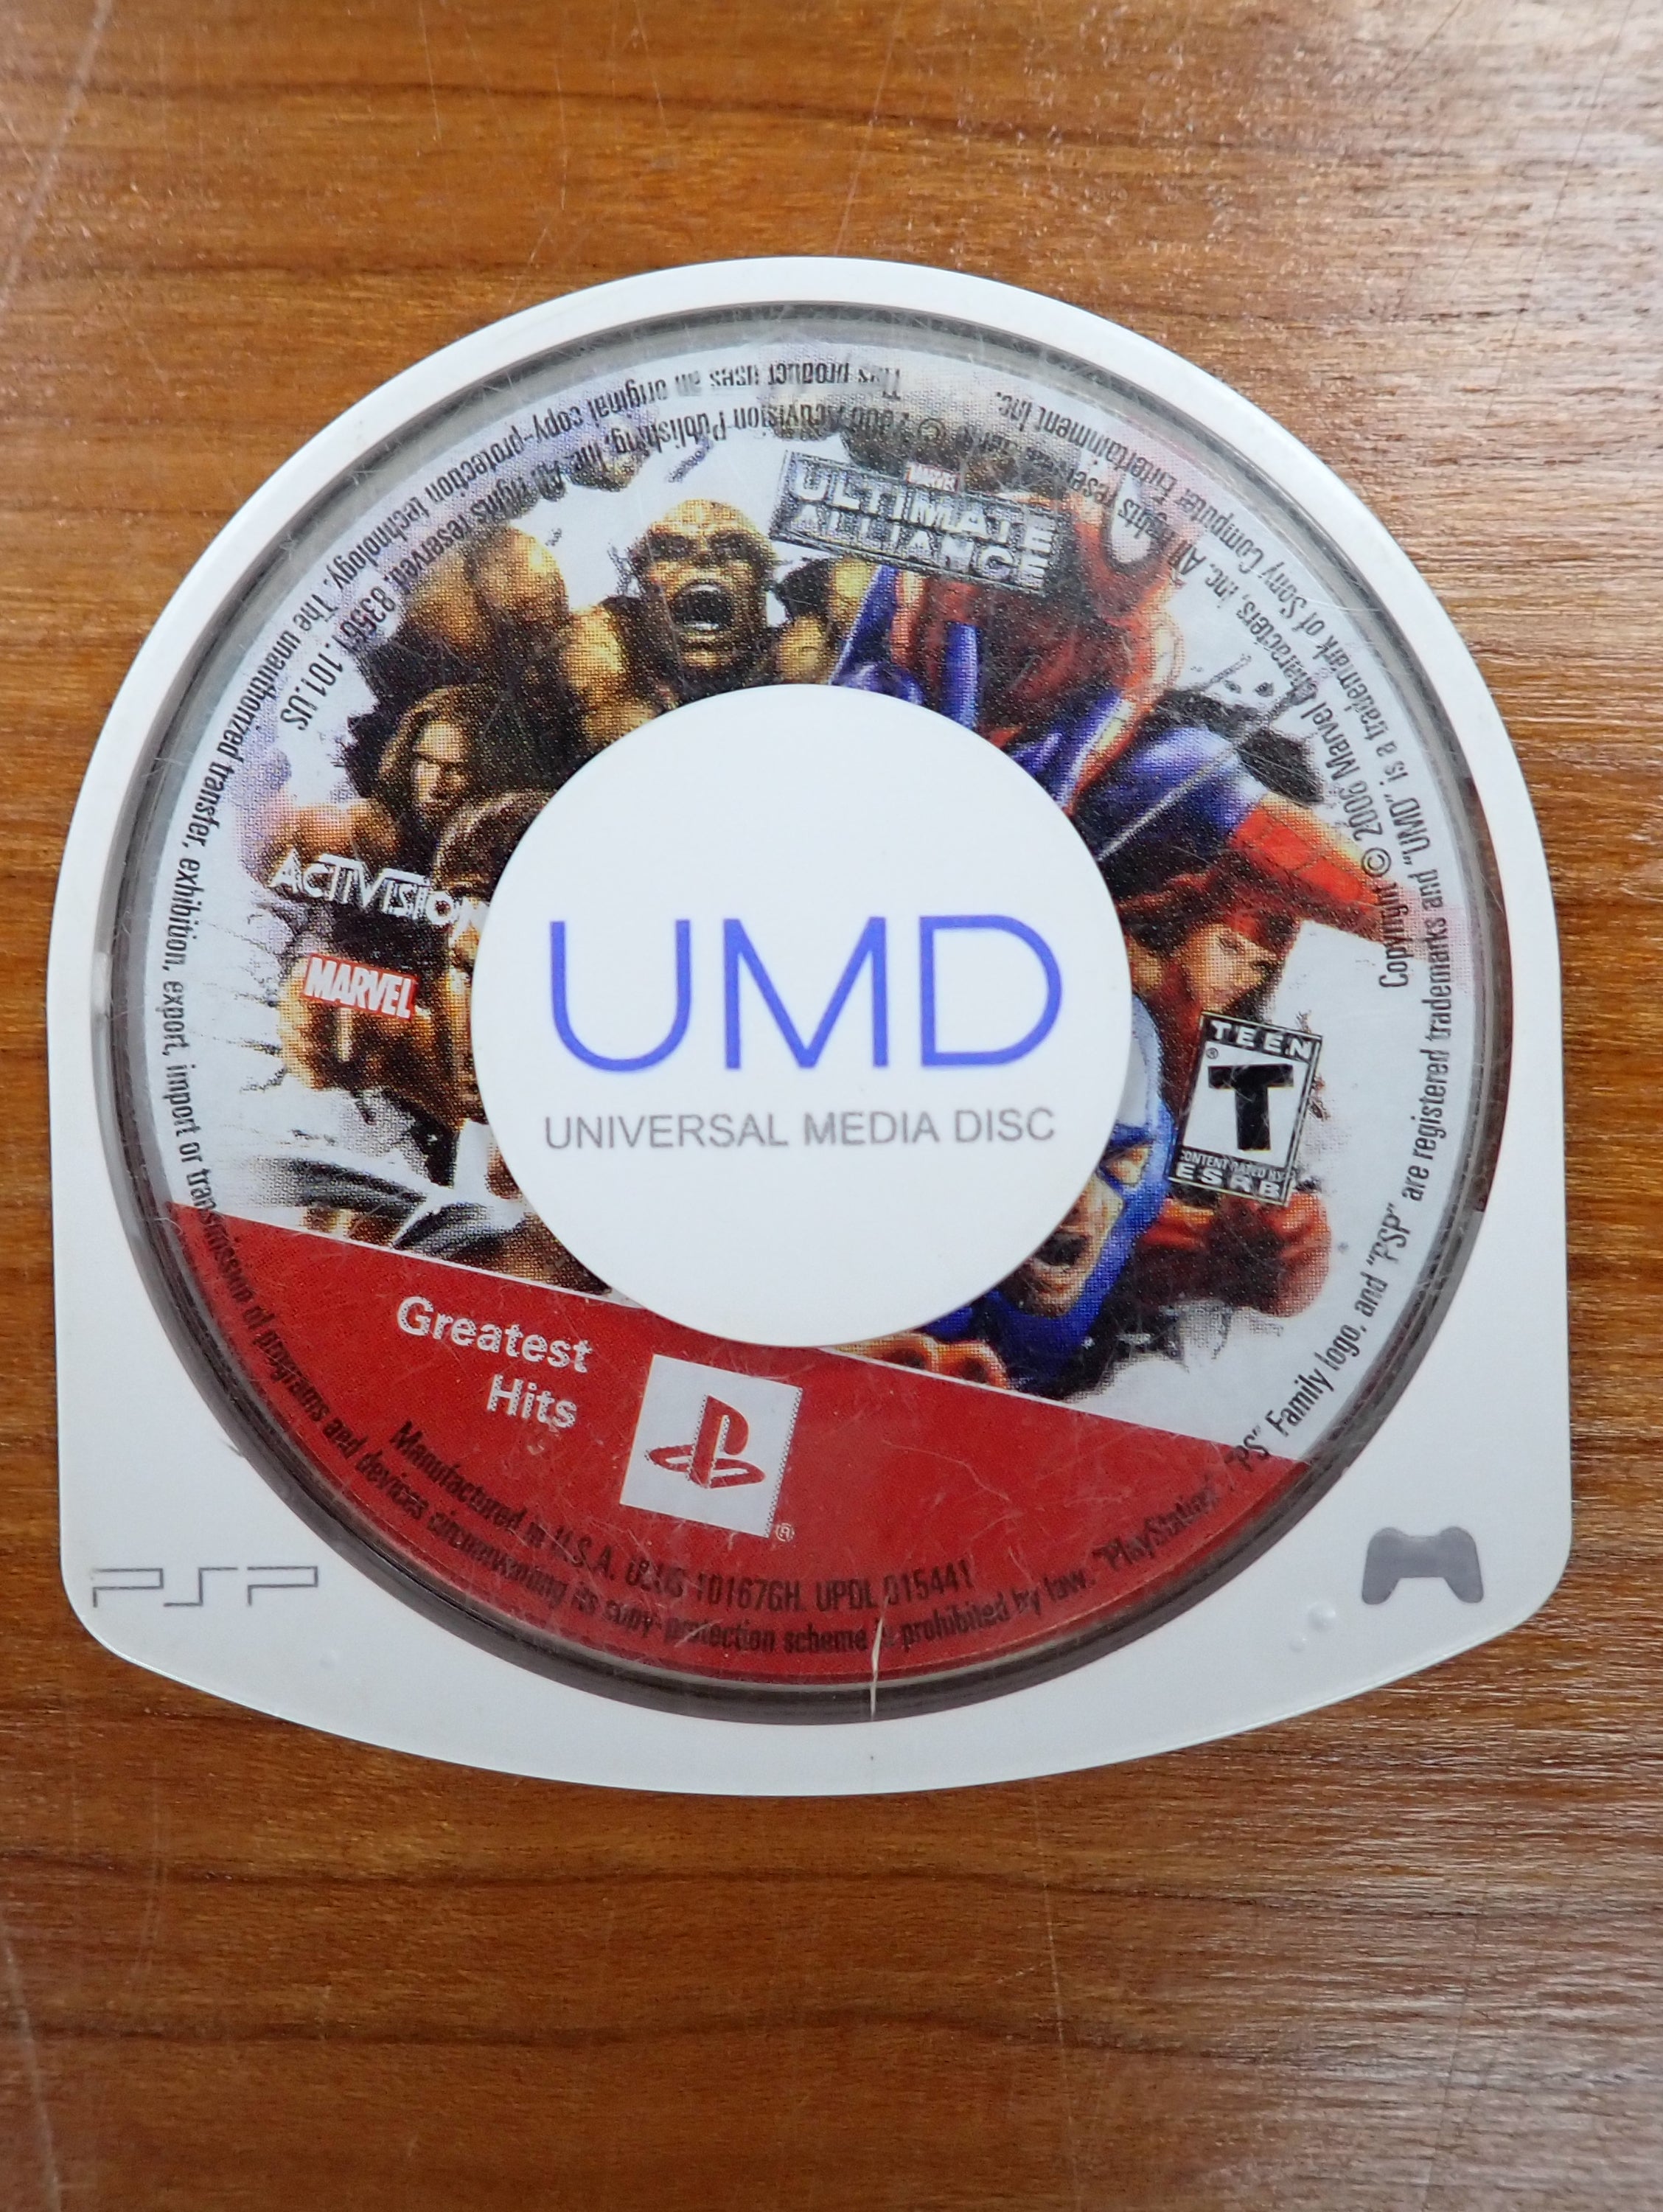 MARVEL
ULTIMATE
ALLIANCE
ACTIVISION
MARVEL
UMD
UNIVERSAL MEDIA DISC
TEEN
T
®
CONTENT RATED BY
ESRB
Greatest
Hits
®
PSP
Manufactured in U.S.A. ULUS-10167GH. UPDL 015441
Copyright © 2006 Marvel Characters, Inc. All rights reserved.
© 2006 Activision Publishing, Inc. All rights reserved. 83561.101.US
"PlayStation" "PS" Family logo, and "PSP" are registered trademarks and "UMD" is a trademark of Sony Computer Entertainment Inc.
This product uses an original copy-protection technology. The unauthorized transfer, exhibition, export, import or transmission of programs and devices circumventing its copy-protection scheme is prohibited by law.